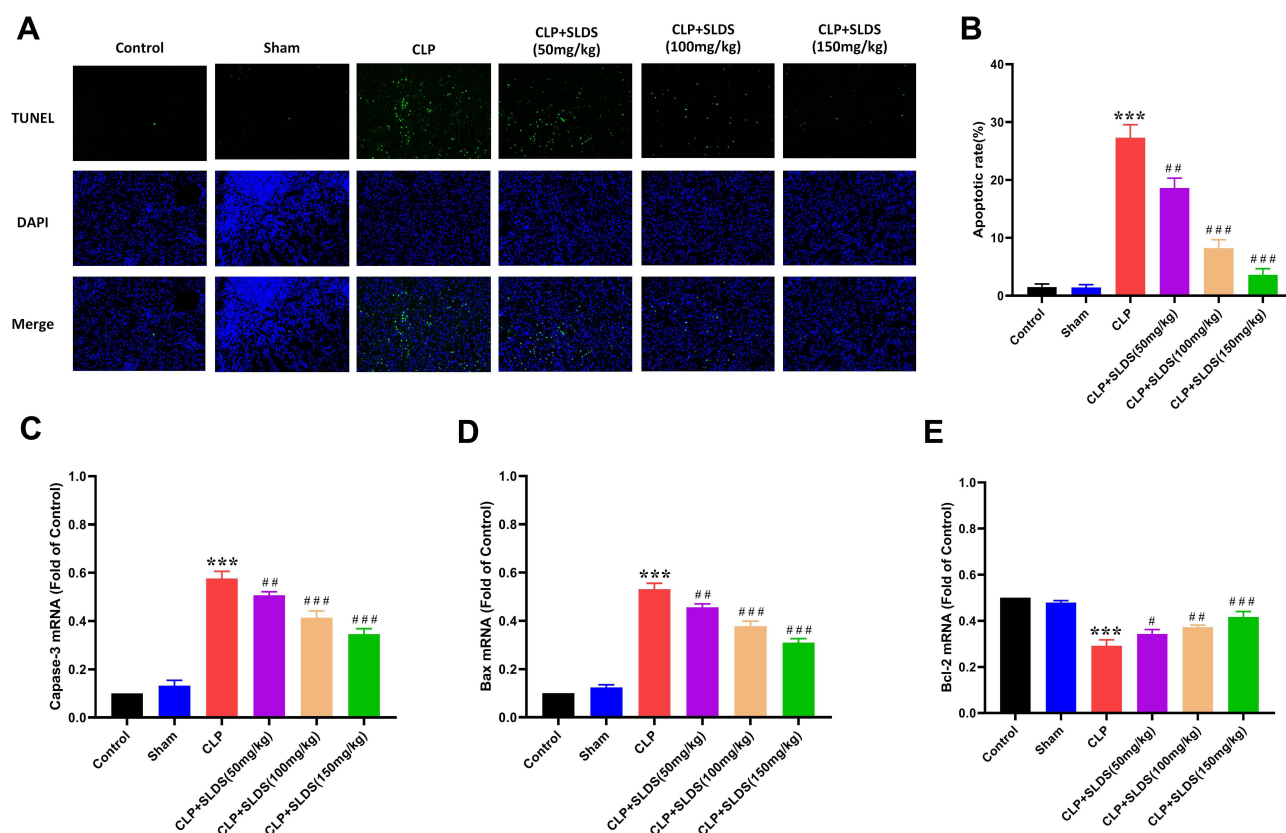 A
Control
Sham
CLP
CLP+SLDS
(50mg/kg)
CLP+SLDS
(100mg/kg)
CLP+SLDS
(150mg/kg)
TUNEL
DAPI
Merge
B
Apoptotic rate(%)
40
30
20
10
0
***
##
###
###
Control
Sham
CLP
CLP+SLDS(50mg/kg)
CLP+SLDS(100mg/kg)
CLP+SLDS(150mg/kg)
C
Capase-3 mRNA (Fold of Control)
1.0
0.8
0.6
0.4
0.2
0.0
***
##
###
###
Control
Sham
CLP
CLP+SLDS(50mg/kg)
CLP+SLDS(100mg/kg)
CLP+SLDS(150mg/kg)
D
Bax mRNA (Fold of Control)
1.0
0.8
0.6
0.4
0.2
0.0
***
##
###
###
Control
Sham
CLP
CLP+SLDS(50mg/kg)
CLP+SLDS(100mg/kg)
CLP+SLDS(150mg/kg)
E
Bcl-2 mRNA (Fold of Control)
1.0
0.8
0.6
0.4
0.2
0.0
***
#
##
###
Control
Sham
CLP
CLP+SLDS(50mg/kg)
CLP+SLDS(100mg/kg)
CLP+SLDS(150mg/kg)